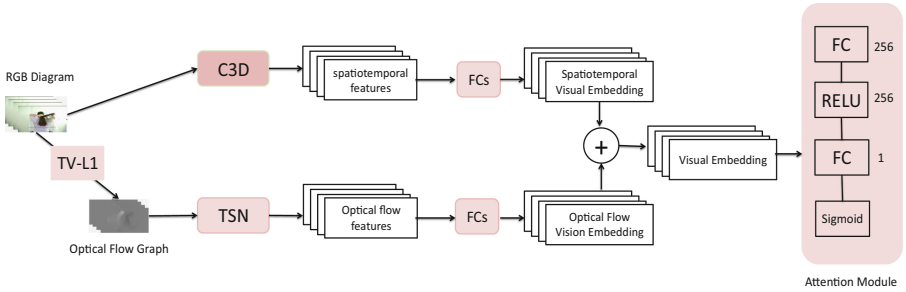 RGB Diagram
TV-L1
Optical Flow Graph
C3D
spatiotemporal
features
FCs
Spatiotemporal
Visual Embedding
TSN
Optical flow
features
FCs
Optical Flow
Vision Embedding
+
Visual Embedding
FC
256
RELU
256
FC
1
Sigmoid
Attention Module